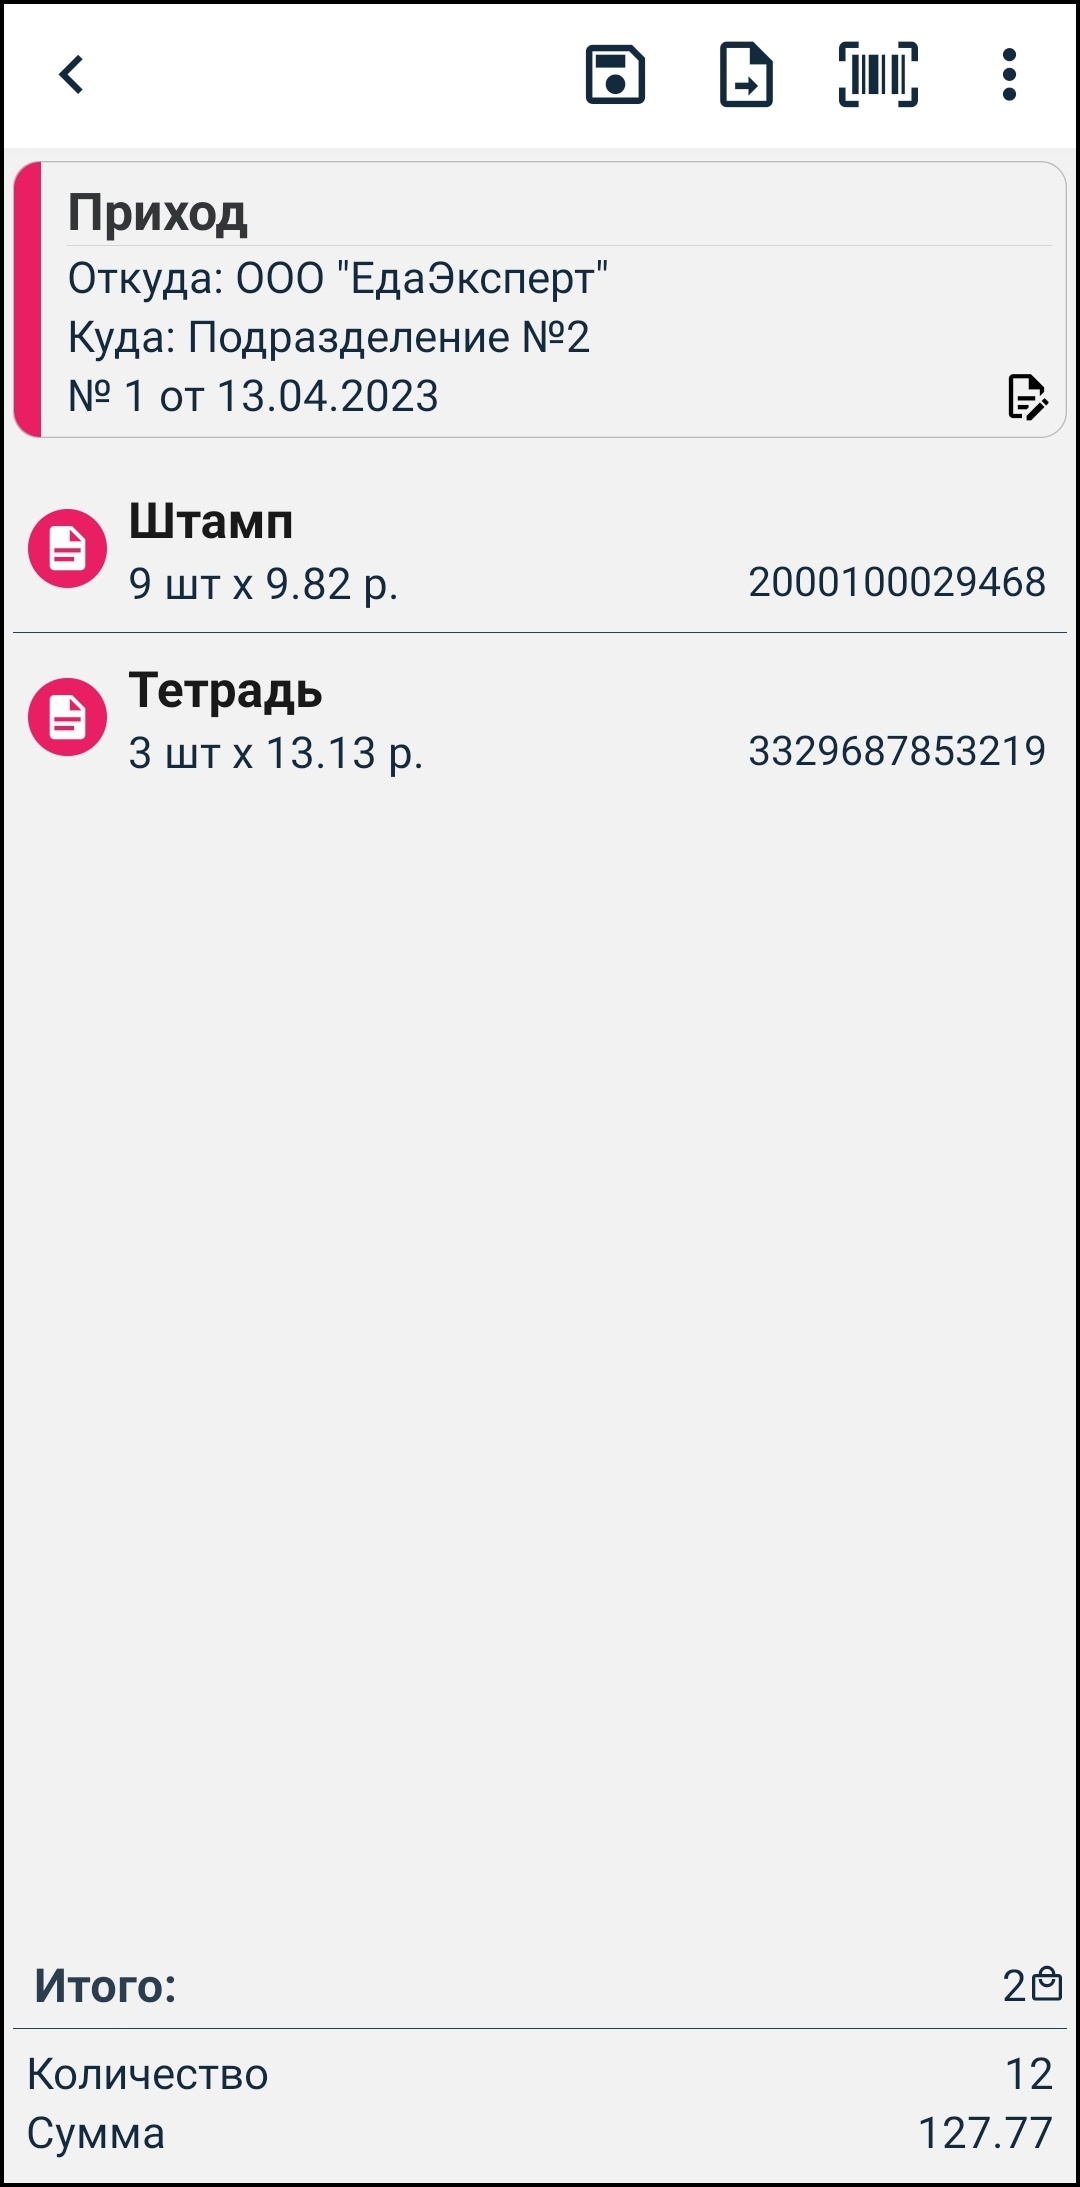 Приход
Откуда: ООО "ЕдаЭксперт"
Куда: Подразделение №2
№ 1 от 13.04.2023
Штамп
9 шт x 9.82 р.
2000100029468
Тетрадь
3 шт x 13.13 р.
3329687853219
Итого:
2
Количество
12
Сумма
127.77